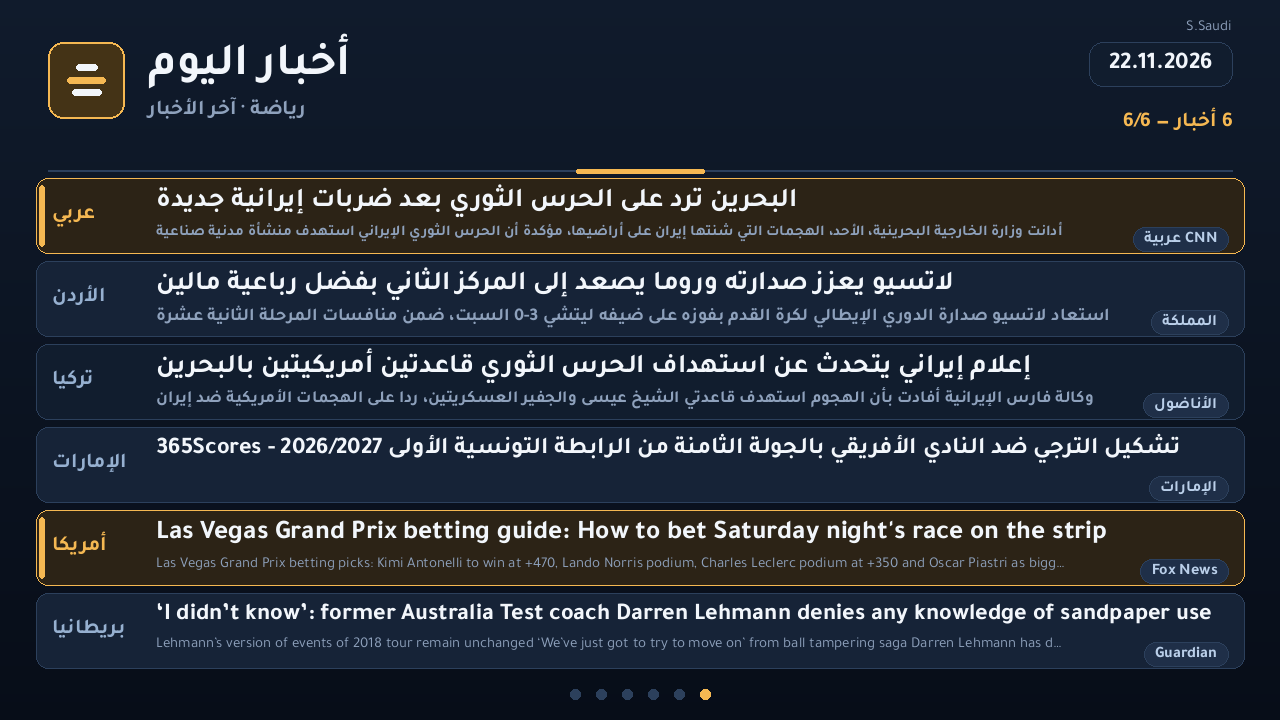 S.Saudi
أخبار اليوم
22.11.2026
رياضة · آخر الأخبار
6 أخبار — 6/6
البحرين ترد على الحرس الثوري بعد ضربات إيرانية جديدة
عربي
أدانت وزارة الخارجية البحرينية، الأحد، الهجمات التي شنتها إيران على أراضيها، مؤكدة أن الحرس الثوري الإيراني استهدف منشأة مدنية صناعية
CNN عربية
لاتسيو يعزز صدارته وروما يصعد إلى المركز الثاني بفضل رباعية مالين
الأردن
استعاد لاتسيو صدارة الدوري الإيطالي لكرة القدم بفوزه على ضيفه ليتشي 3-0 السبت، ضمن منافسات المرحلة الثانية عشرة
المملكة
إعلام إيراني يتحدث عن استهداف الحرس الثوري قاعدتين أمريكيتين بالبحرين
تركيا
وكالة فارس الإيرانية أفادت بأن الهجوم استهدف قاعدتي الشيخ عيسى والجفير العسكريتين، ردا على الهجمات الأمريكية ضد إيران
الأناضول
تشكيل الترجي ضد النادي الأفريقي بالجولة الثامنة من الرابطة التونسية الأولى 2026/2027 - 365Scores
الإمارات
الإمارات
Las Vegas Grand Prix betting guide: How to bet Saturday night's race on the strip
أمريكا
Las Vegas Grand Prix betting picks: Kimi Antonelli to win at +470, Lando Norris podium, Charles Leclerc podium at +350 and Oscar Piastri as bigg…
Fox News
‘I didn’t know’: former Australia Test coach Darren Lehmann denies any knowledge of sandpaper use
بريطانيا
Lehmann’s version of events of 2018 tour remain unchanged ‘We’ve just got to try to move on’ from ball tampering saga Darren Lehmann has d…
Guardian